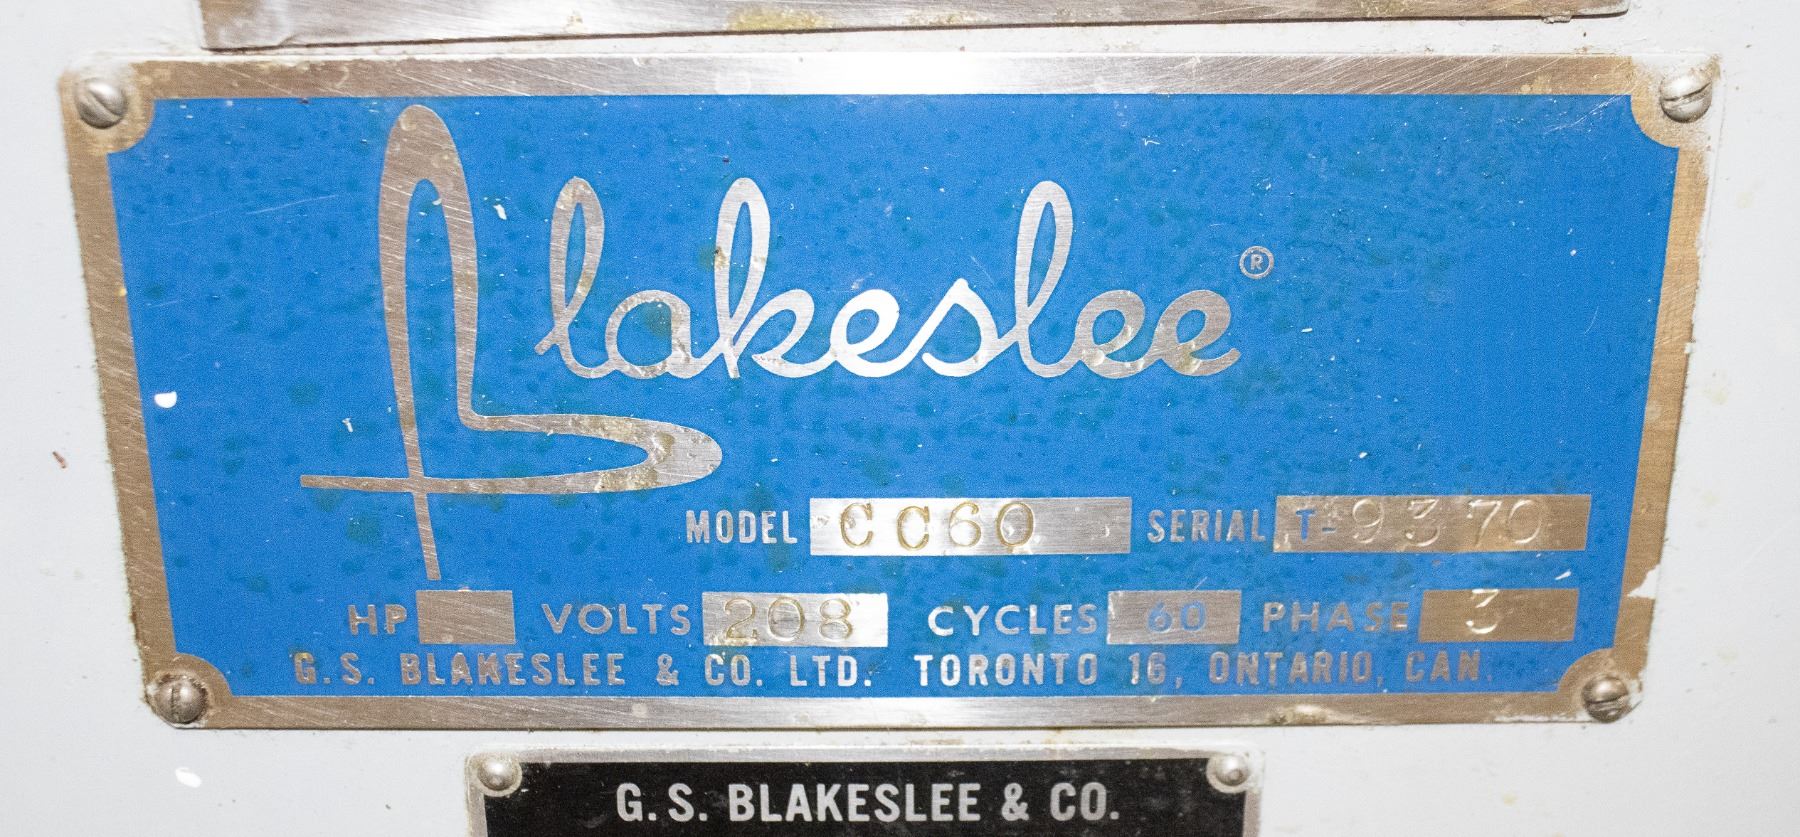 Blakeslee®
MODEL CC60 SERIAL T-9370
HP VOLTS 208 CYCLES 60 PHASE 3
G. S. BLAKESLEE & CO. LTD. TORONTO 16, ONTARIO, CAN.
G. S. BLAKESLEE & CO.